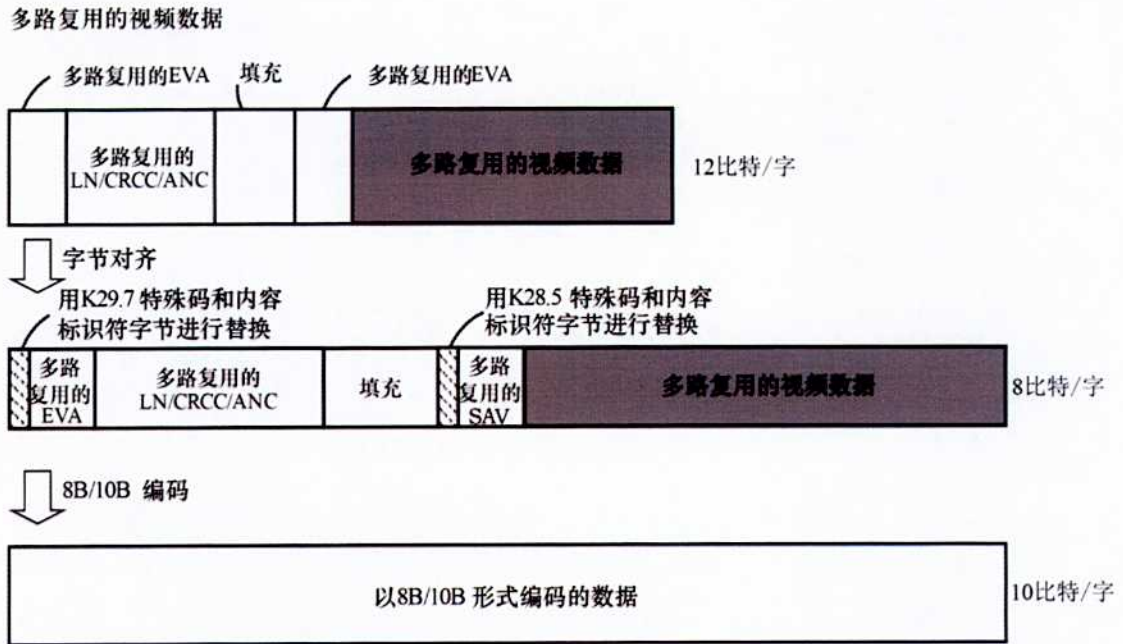 多路复用的视频数据
多路复用的EVA
填充
多路复用的EVA
多路复用的
LN/CRCC/ANC
多路复用的视频数据
12比特/字
字节对齐
用K29.7 特殊码和内容
标识符字节进行替换
用K28.5 特殊码和内容
标识符字节进行替换
多路
复用的
EVA
多路复用的
LN/CRCC/ANC
填充
多路
复用的
SAV
多路复用的视频数据
8比特/字
8B/10B 编码
以8B/10B 形式编码的数据
10比特/字